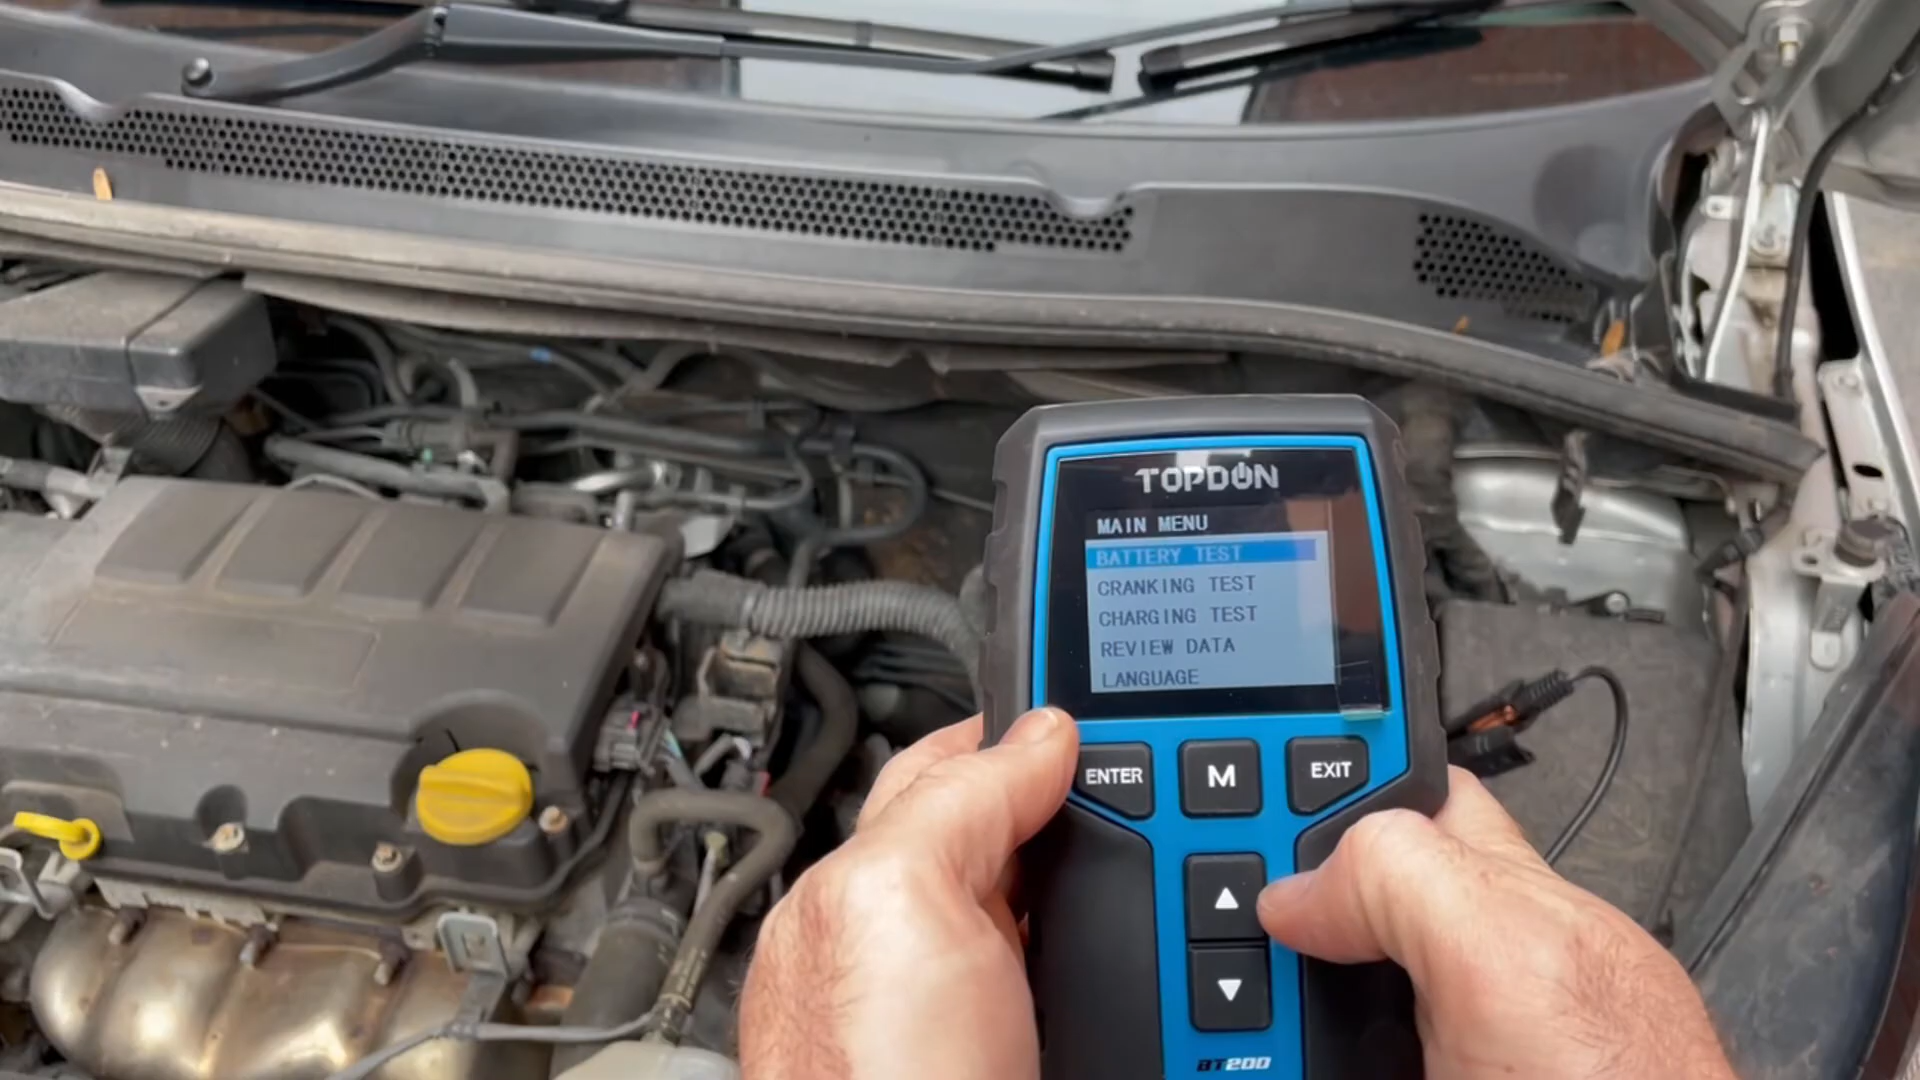 TOPDON
MAIN MENU
BATTERY TEST
CRANKING TEST
CHARGING TEST
REVIEW DATA
LANGUAGE
ENTER
M
EXIT
BT200